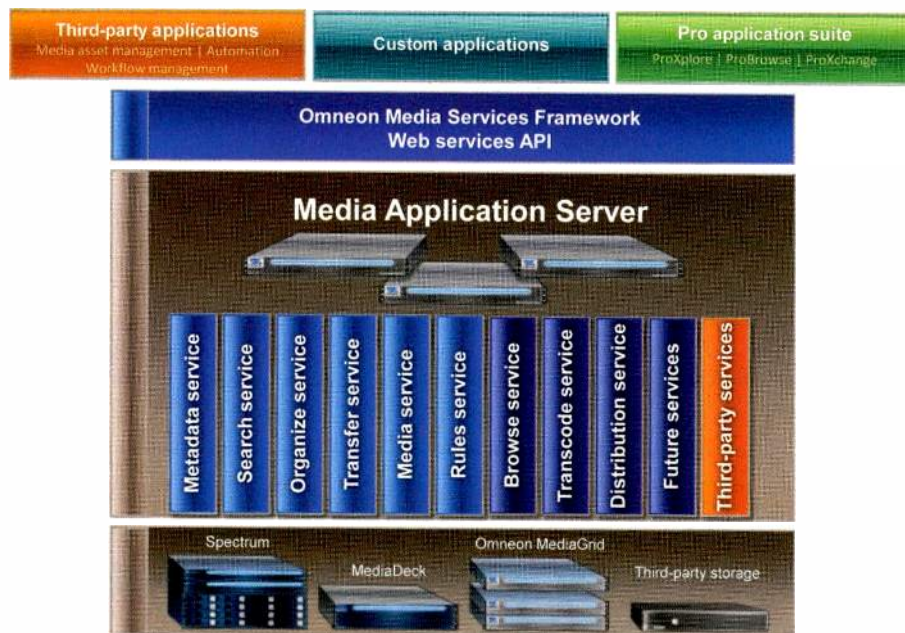 Third-party applications
Media asset management | Automation
Workflow management
Custom applications
Pro application suite
ProXplore | ProBrowse | ProXchange
Omneon Media Services Framework
Web services API
Media Application Server
Metadata service
Search service
Organize service
Transfer service
Media service
Rules service
Browse service
Transcode service
Distribution service
Future services
Third-party services
Spectrum
MediaDeck
Omneon MediaGrid
Third-party storage